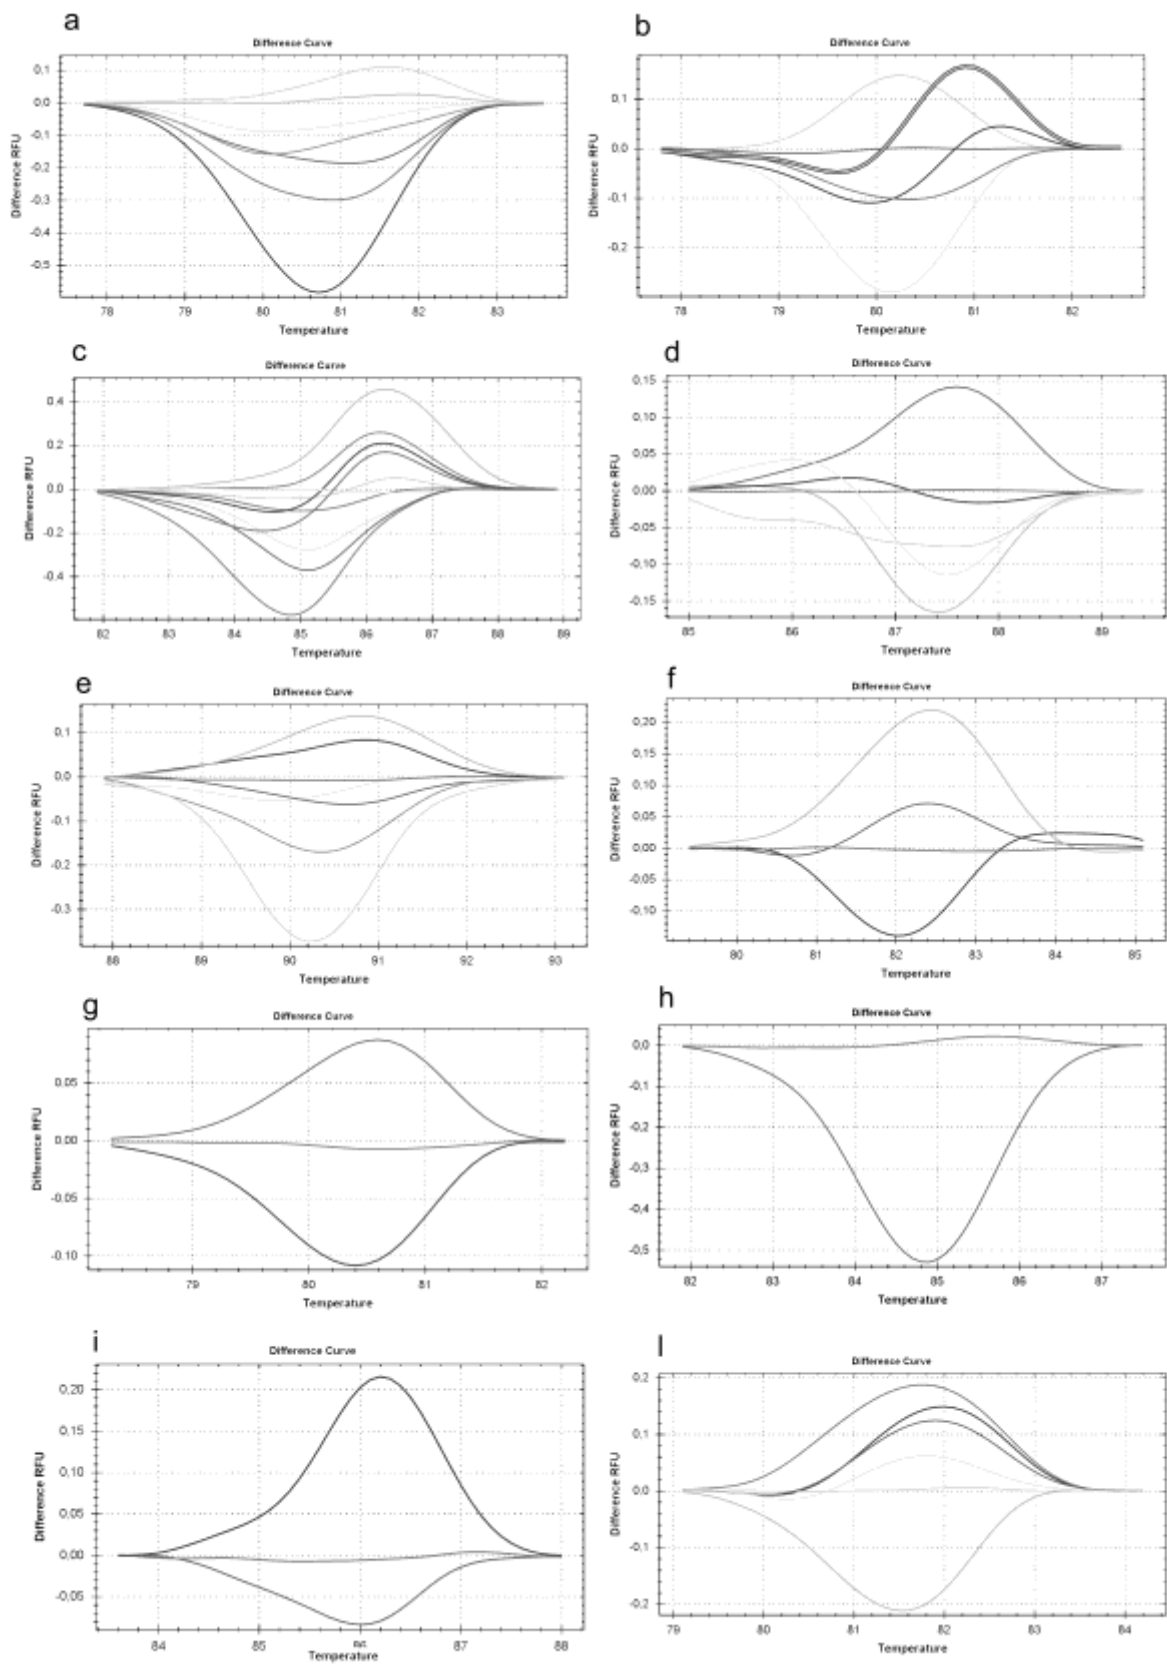 a
Difference Curve
0,1
0,0
-0,1
-0,2
-0,3
-0,4
-0,5
Difference RFU
78 79 80 81 82 83
Temperature
b
Difference Curve
0,1
0,0
-0,1
-0,2
Difference RFU
78 79 80 81 82
Temperature
c
Difference Curve
0,4
0,2
0,0
-0,2
-0,4
Difference RFU
82 83 84 85 86 87 88 89
Temperature
d
Difference Curve
0,15
0,10
0,05
0,00
-0,05
-0,10
-0,15
Difference RFU
85 86 87 88 89
Temperature
e
Difference Curve
0,1
0,0
-0,1
-0,2
-0,3
Difference RFU
88 89 90 91 92 93
Temperature
f
Difference Curve
0,20
0,15
0,10
0,05
0,00
-0,05
-0,10
Difference RFU
80 81 82 83 84 85
Temperature
g
Difference Curve
0,05
0,00
-0,05
-0,10
Difference RFU
79 80 81 82
Temperature
h
Difference Curve
0,0
-0,1
-0,2
-0,3
-0,4
-0,5
Difference RFU
82 83 84 85 86 87
Temperature
i
Difference Curve
0,20
0,15
0,10
0,05
0,00
-0,05
Difference RFU
84 85 86 87 88
Temperature
l
Difference Curve
0,2
0,1
0,0
-0,1
-0,2
Difference RFU
79 80 81 82 83 84
Temperature